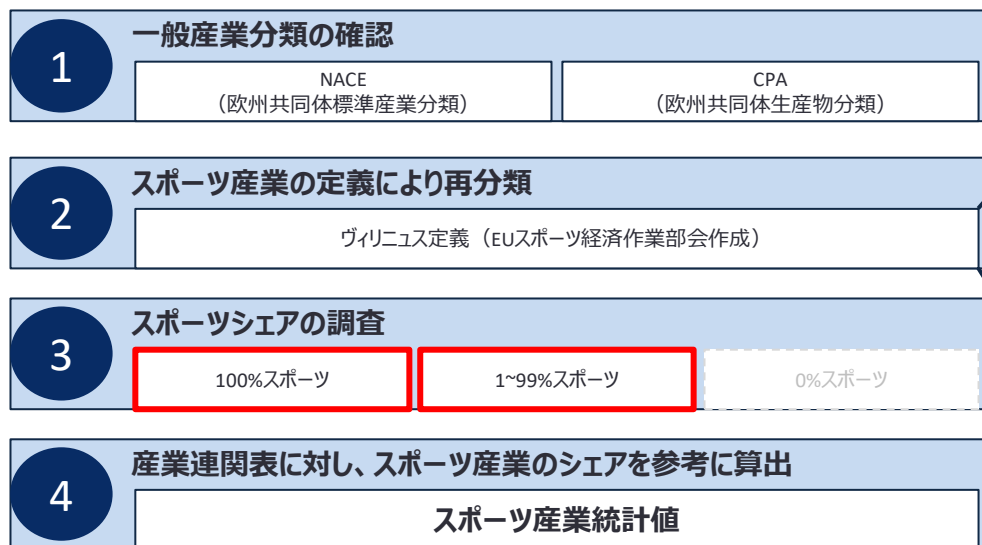 1
一般産業分類の確認
NACE
（欧州共同体標準産業分類）
CPA
（欧州共同体生産物分類）
2
スポーツ産業の定義により再分類
ヴィリニュス定義（EUスポーツ経済作業部会作成）
3
スポーツシェアの調査
100%スポーツ
1~99%スポーツ
0%スポーツ
4
産業連関表に対し、スポーツ産業のシェアを参考に算出
スポーツ産業統計値